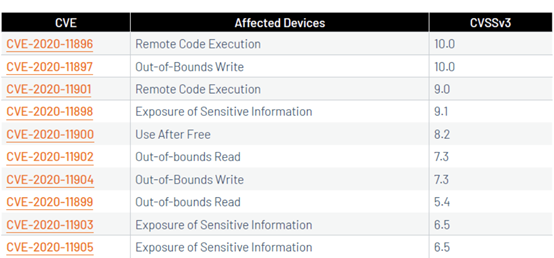 CVE Affected Devices CVSSv3
CVE-2020-11896 Remote Code Execution 10.0
CVE-2020-11897 Out-of-Bounds Write 10.0
CVE-2020-11901 Remote Code Execution 9.0
CVE-2020-11898 Exposure of Sensitive Information 9.1
CVE-2020-11900 Use After Free 8.2
CVE-2020-11902 Out-of-bounds Read 7.3
CVE-2020-11904 Out-of-Bounds Write 7.3
CVE-2020-11899 Out-of-bounds Read 5.4
CVE-2020-11903 Exposure of Sensitive Information 6.5
CVE-2020-11905 Exposure of Sensitive Information 6.5